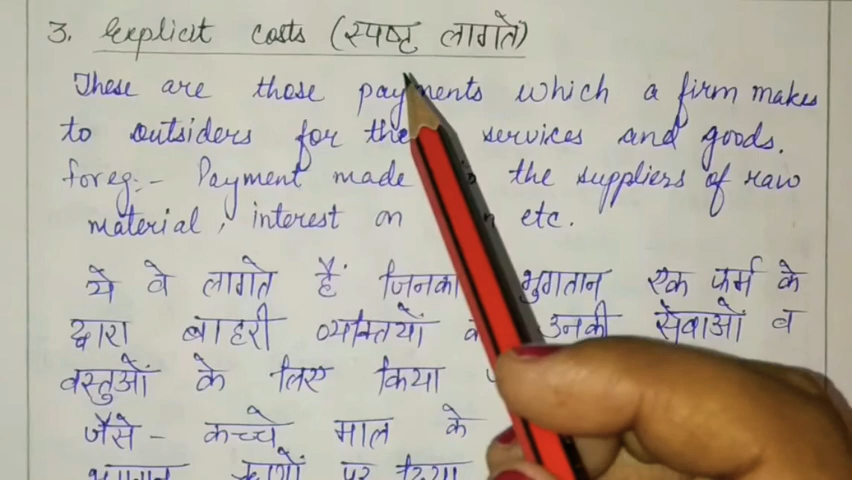 3. Explicit costs (स्पष्ट लागते)
These are those payments which a firm makes
to outsiders for the services and goods.
for eg:- Payment made the suppliers of raw
material, interest on etc.
ये वे लागते हैं जिनका भुगतान एक फर्म के
द्वारा बाहरी व्यक्तियों उनकी सेवाओं व
वस्तुओं के लिए किया
जैसे - कच्चे माल के
पर दिया